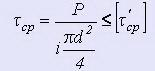 τср = P / (i πd² / 4) ≤ [τ'ср]